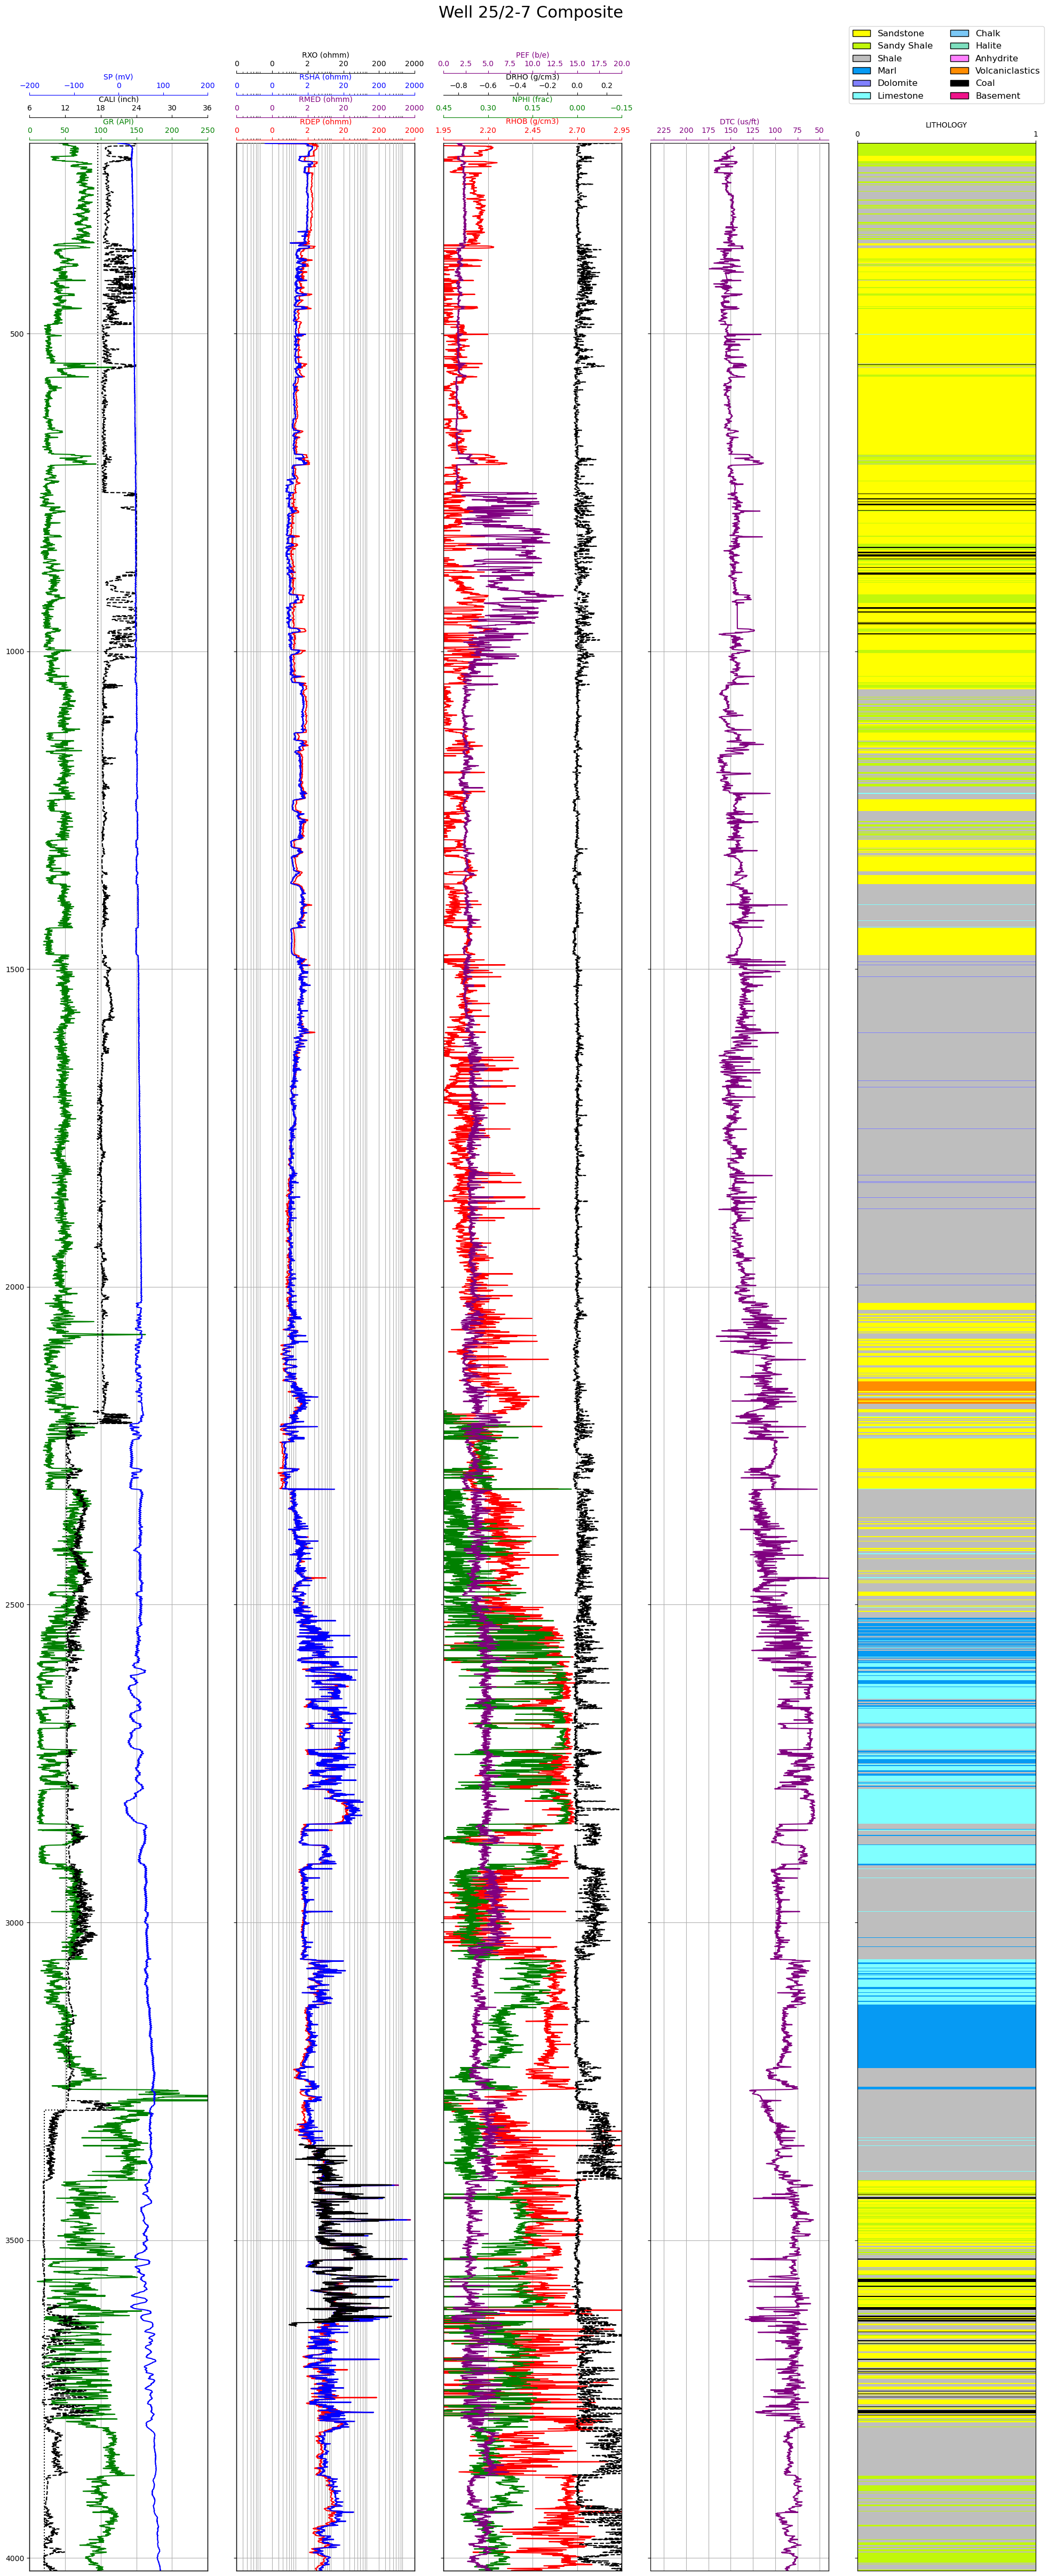 Well 25/2-7 Composite
Sandstone
Sandy Shale
Shale
Marl
Dolomite
Limestone
Chalk
Halite
Anhydrite
Volcaniclastics
Coal
Basement
SP (mV)
−200 −100 0 100 200
CALI (inch)
6 12 18 24 30 36
GR (API)
0 50 100 150 200 250
RXO (ohmm)
0 0 2 20 200 2000
RSHA (ohmm)
0 0 2 20 200 2000
RMED (ohmm)
0 0 2 20 200 2000
RDEP (ohmm)
0 0 2 20 200 2000
PEF (b/e)
0.0 2.5 5.0 7.5 10.0 12.5 15.0 17.5 20.0
DRHO (g/cm3)
−0.8 −0.6 −0.4 −0.2 0.0 0.2
NPHI (frac)
0.45 0.30 0.15 0.00 −0.15
RHOB (g/cm3)
1.95 2.20 2.45 2.70 2.95
DTC (us/ft)
225 200 175 150 125 100 75 50
LITHOLOGY
0 1
500
1000
1500
2000
2500
3000
3500
4000